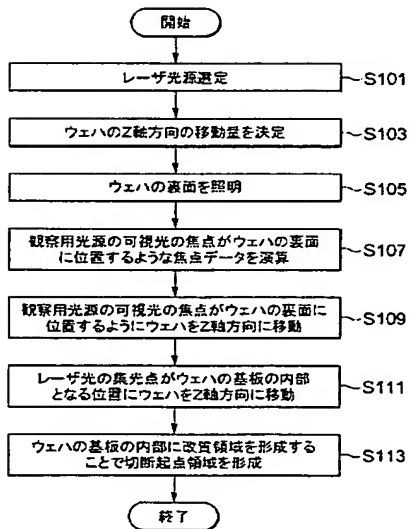 開始
レーザ光源選定
S101
ウェハのZ軸方向の移動量を決定
S103
ウェハの裏面を照明
S105
観察用光源の可視光の焦点がウェハの裏面
に位置するような焦点データを演算
S107
観察用光源の可視光の焦点がウェハの裏面に
位置するようにウェハをZ軸方向に移動
S109
レーザ光の集光点がウェハの基板の内部
となる位置にウェハをZ軸方向に移動
S111
ウェハの基板の内部に改質領域を形成する
ことで切断起点領域を形成
S113
終了